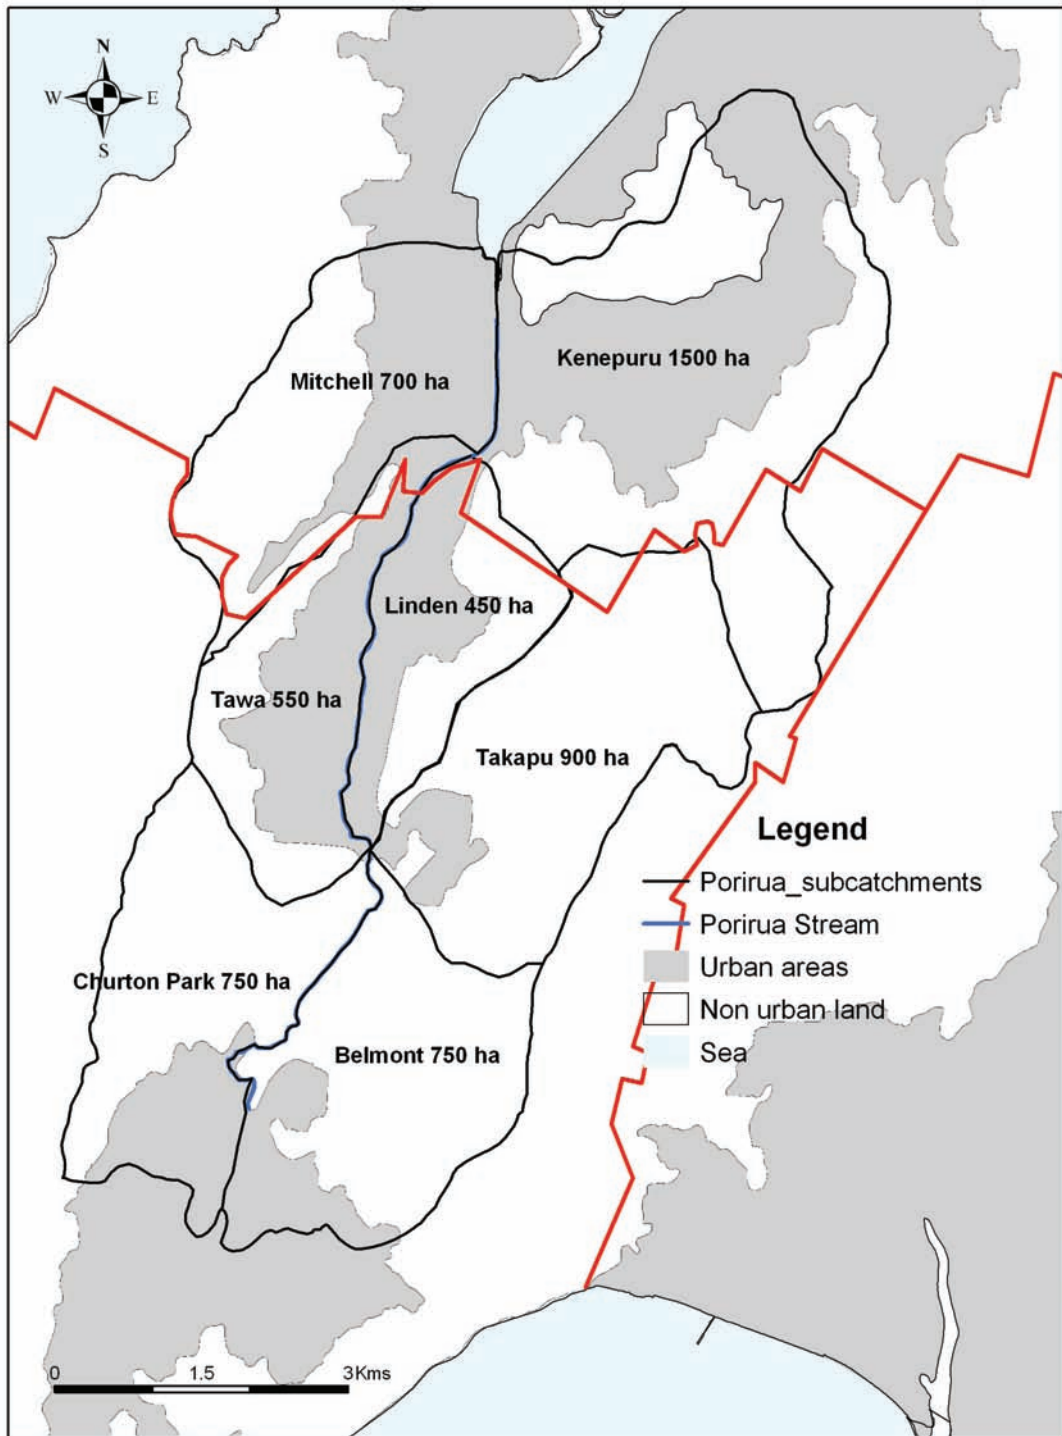 N
W E
S
Kenepuru 1500 ha
Mitchell 700 ha
Linden 450 ha
Tawa 550 ha
Takapu 900 ha
Legend
Porirua_subcatchments
Porirua Stream
Urban areas
Non urban land
Sea
Churton Park 750 ha
Belmont 750 ha
0 1.5 3Kms